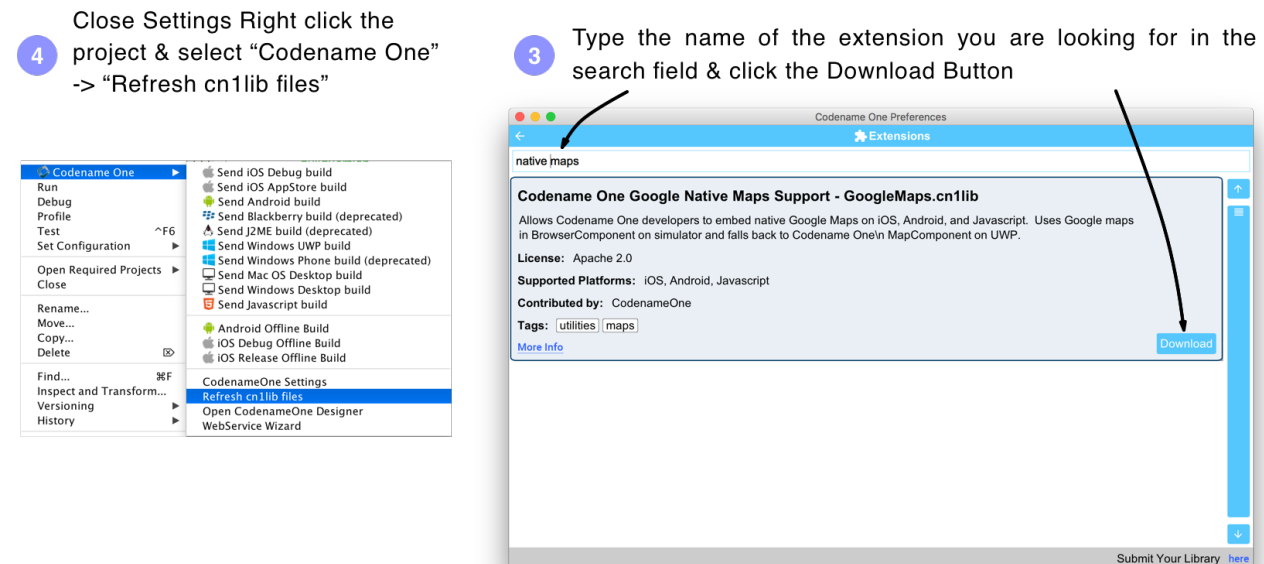 4
Close Settings Right click the
project & select “Codename One”
-> “Refresh cn1lib files”
Codename One
Run
Debug
Profile
Test ^F6
Set Configuration
Open Required Projects
Close
Rename...
Move...
Copy...
Delete
Find... ⌘F
Inspect and Transform...
Versioning
History
Send iOS Debug build
Send iOS AppStore build
Send Android build
Send Blackberry build (deprecated)
Send J2ME build (deprecated)
Send Windows UWP build
Send Windows Phone build (deprecated)
Send Mac OS Desktop build
Send Windows Desktop build
Send Javascript build
Android Offline Build
iOS Debug Offline Build
iOS Release Offline Build
CodenameOne Settings
Refresh cn1lib files
Open CodenameOne Designer
WebService Wizard
3
Type the name of the extension you are looking for in the
search field & click the Download Button
Codename One Preferences
Extensions
native maps
Codename One Google Native Maps Support - GoogleMaps.cn1lib
Allows Codename One developers to embed native Google Maps on iOS, Android, and Javascript. Uses Google maps
in BrowserComponent on simulator and falls back to Codename One\n MapComponent on UWP.
License: Apache 2.0
Supported Platforms: iOS, Android, Javascript
Contributed by: CodenameOne
Tags: utilities maps
More Info
Download
Submit Your Library here